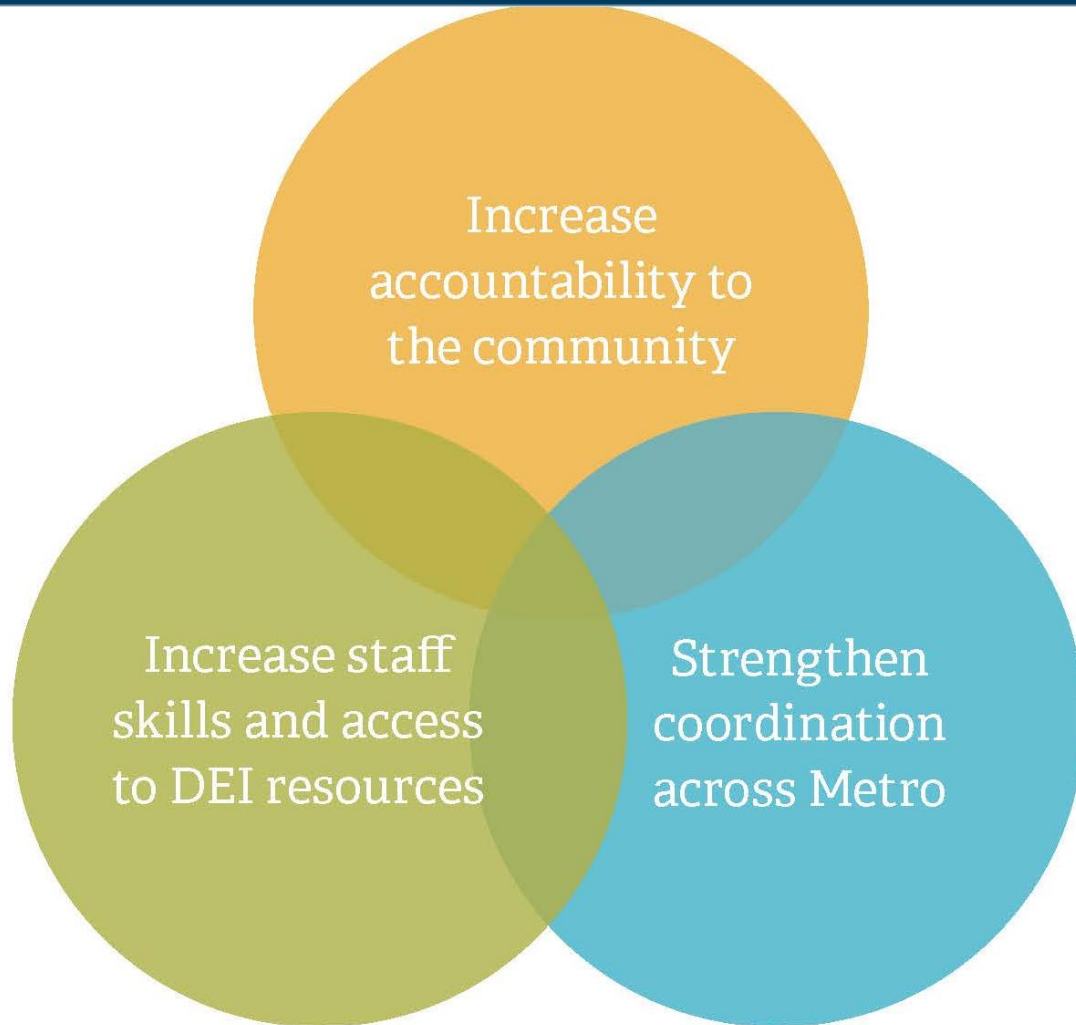 Increase
accountability to
the community
Increase staff
skills and access
to DEI resources
Strengthen
coordination
across Metro